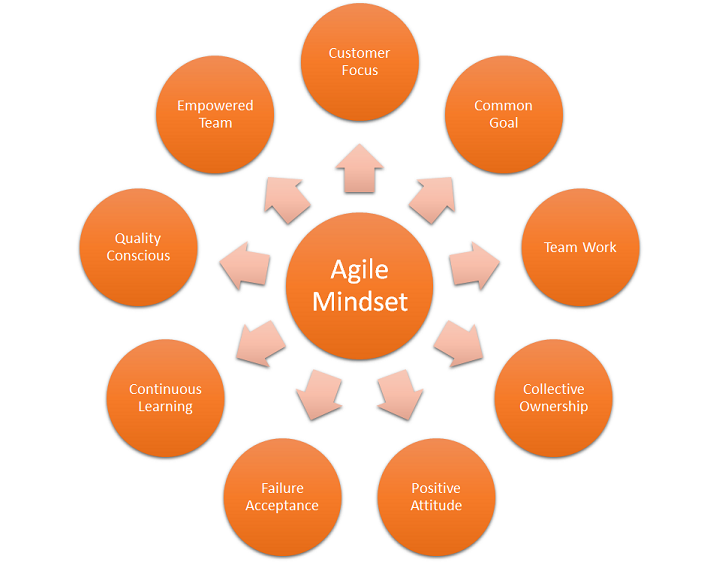 Customer
Focus
Common
Goal
Team Work
Collective
Ownership
Positive
Attitude
Failure
Acceptance
Continuous
Learning
Quality
Conscious
Empowered
Team
Agile
Mindset